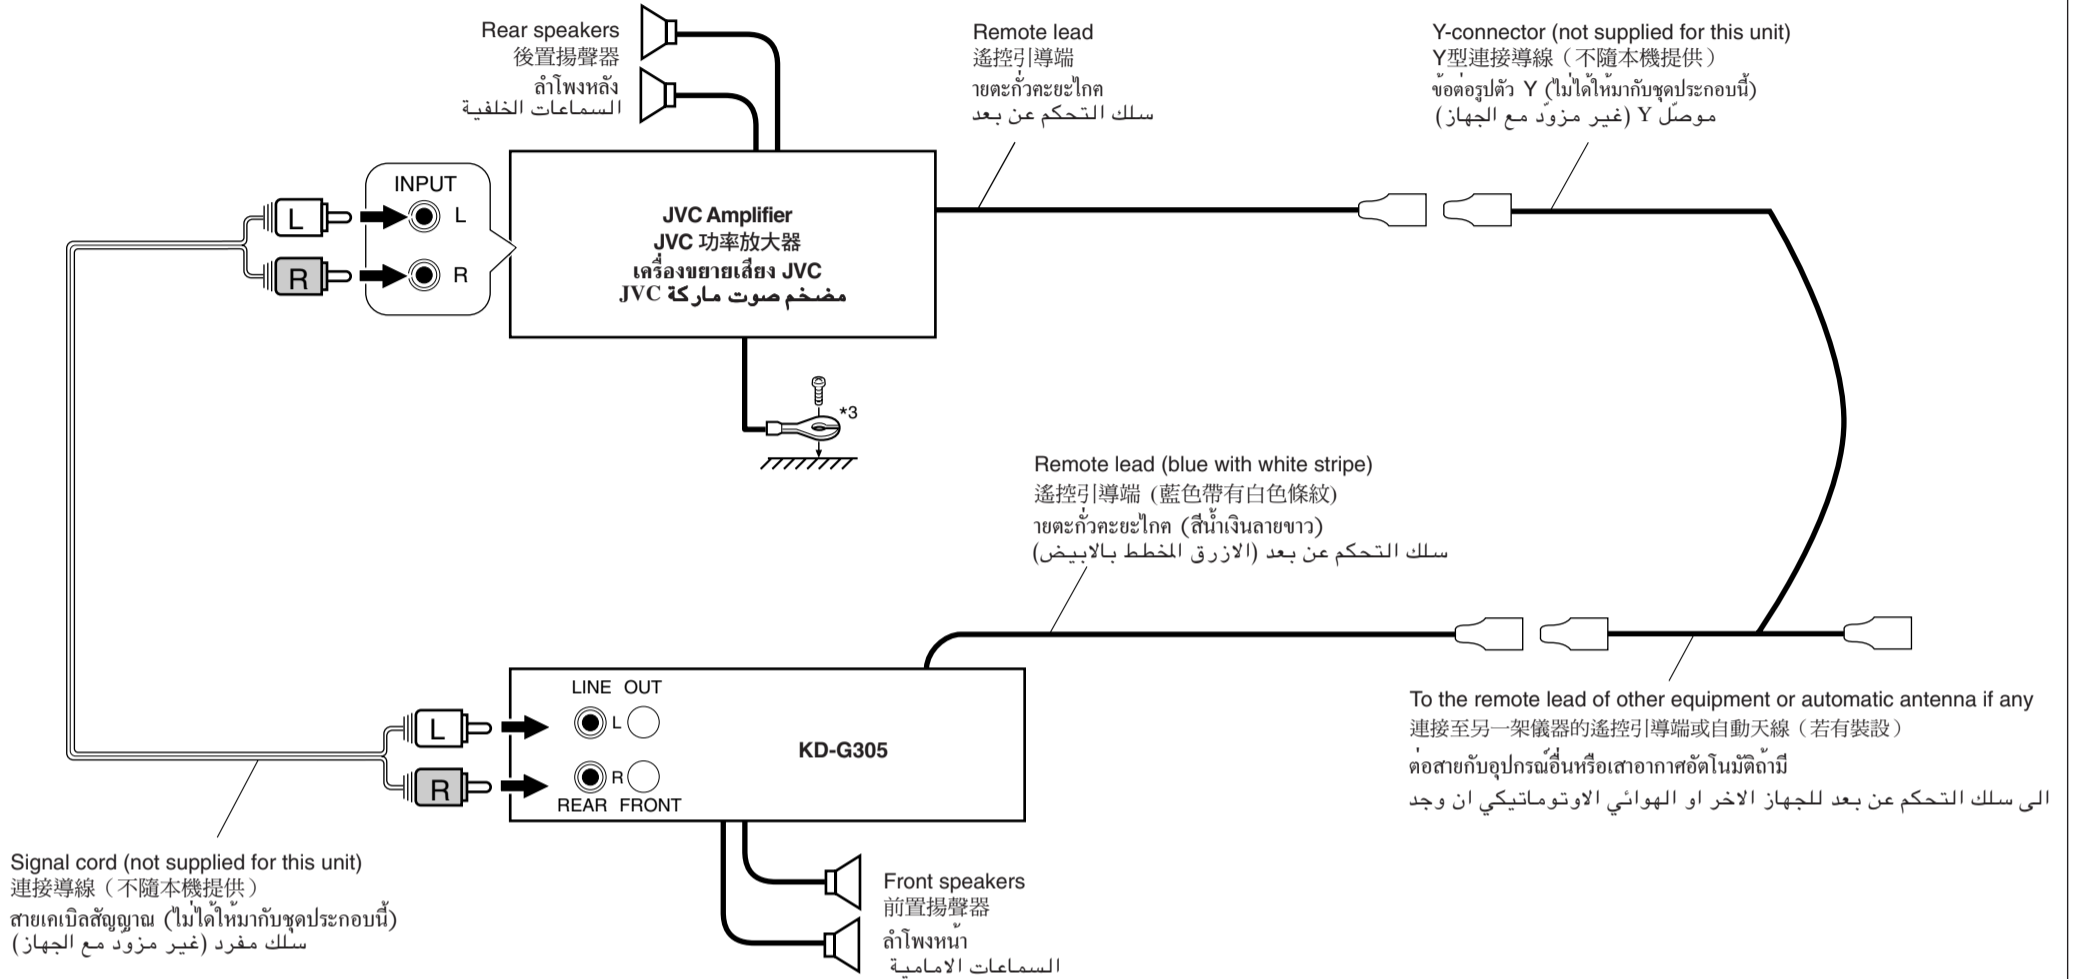 Rear speakers
後置揚聲器
ลำโพงหลัง
السماعات الخلفية
Remote lead
遙控引導端
ายตะกั่วฅะยะไกฅ
سلك التحكم عن بعد
Y-connector (not supplied for this unit)
Y型連接導線（不隨本機提供）
ข้อต่อรูปตัว Y (ไม่ได้ให้มากับชุดประกอบนี้)
موصّل Y (غير مزوّد مع الجهاز)
INPUT
L
L
R
R
JVC Amplifier
JVC 功率放大器
เครื่องขยายเสียง JVC
مضخم صوت ماركة JVC
*3
Remote lead (blue with white stripe)
遙控引導端 (藍色帶有白色條紋)
ายตะกั่วฅะยะไกฅ (สีน้ำเงินลายขาว)
سلك التحكم عن بعد (الازرق المخطط بالابيض)
LINE OUT
L
L
R
R
REAR FRONT
KD-G305
To the remote lead of other equipment or automatic antenna if any
連接至另一架儀器的遙控引導端或自動天線（若有裝設）
ต่อสายกับอุปกรณ์อื่นหรือเสาอากาศอัตโนมัติถ้ามี
الى سلك التحكم عن بعد للجهاز الاخر او الهوائي الاوتوماتيكي ان وجد
Signal cord (not supplied for this unit)
連接導線（不隨本機提供）
สายเคเบิลสัญญาณ (ไม่ได้ให้มากับชุดประกอบนี้)
سلك مفرد (غير مزوّد مع الجهاز)
Front speakers
前置揚聲器
ลำโพงหน้า
السماعات الامامية